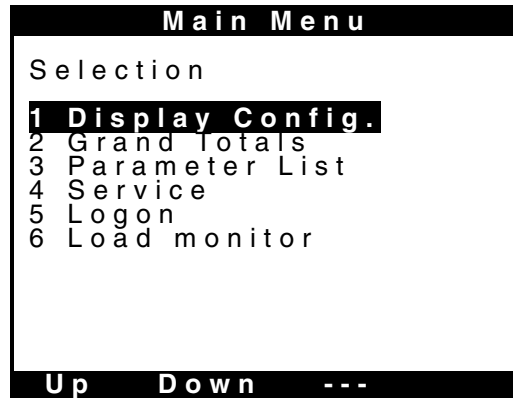 Main Menu
Selection
1 Display Config.
2 Grand Totals
3 Parameter List
4 Service
5 Logon
6 Load monitor
Up Down ---